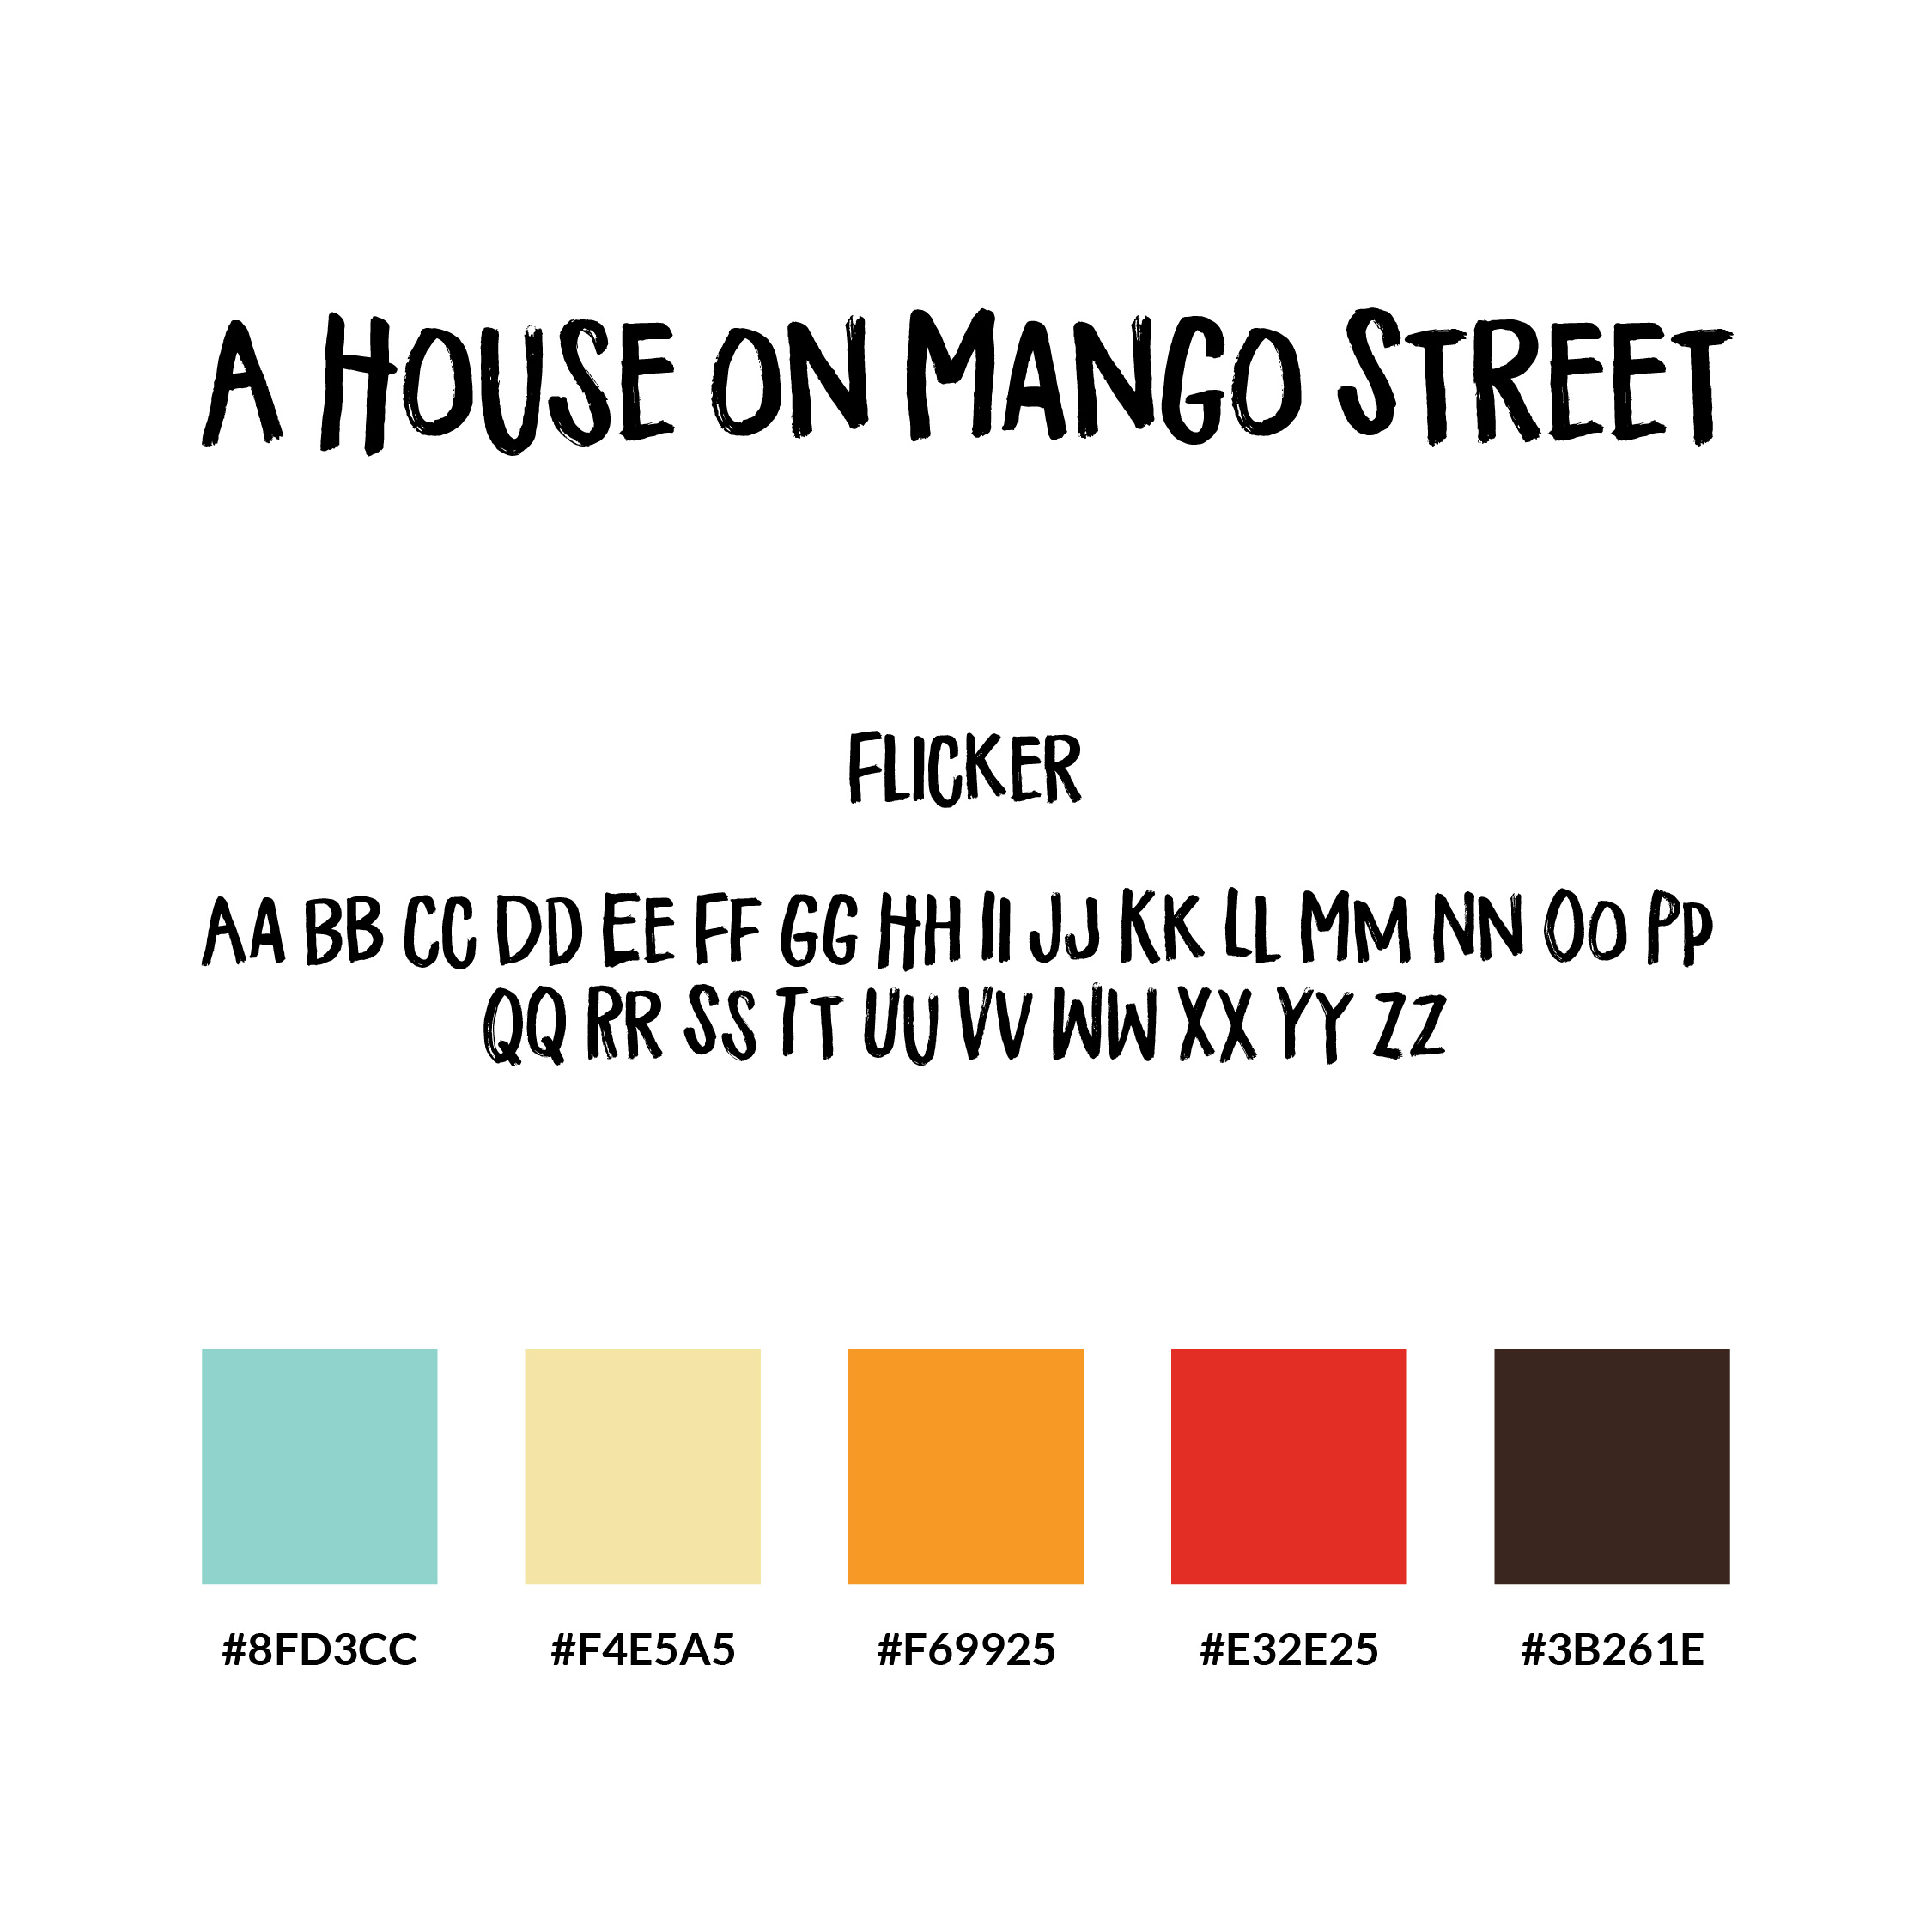 A HOUSE ON MANGO STREET
FLICKER
AA BB CC DD EE FF GG HH II JJ KK LL MM NN OO PP
QQ RR SS TT UU VV WW XX YY ZZ
#8FD3CC #F4E5A5 #F69925 #E32E25 #3B261E